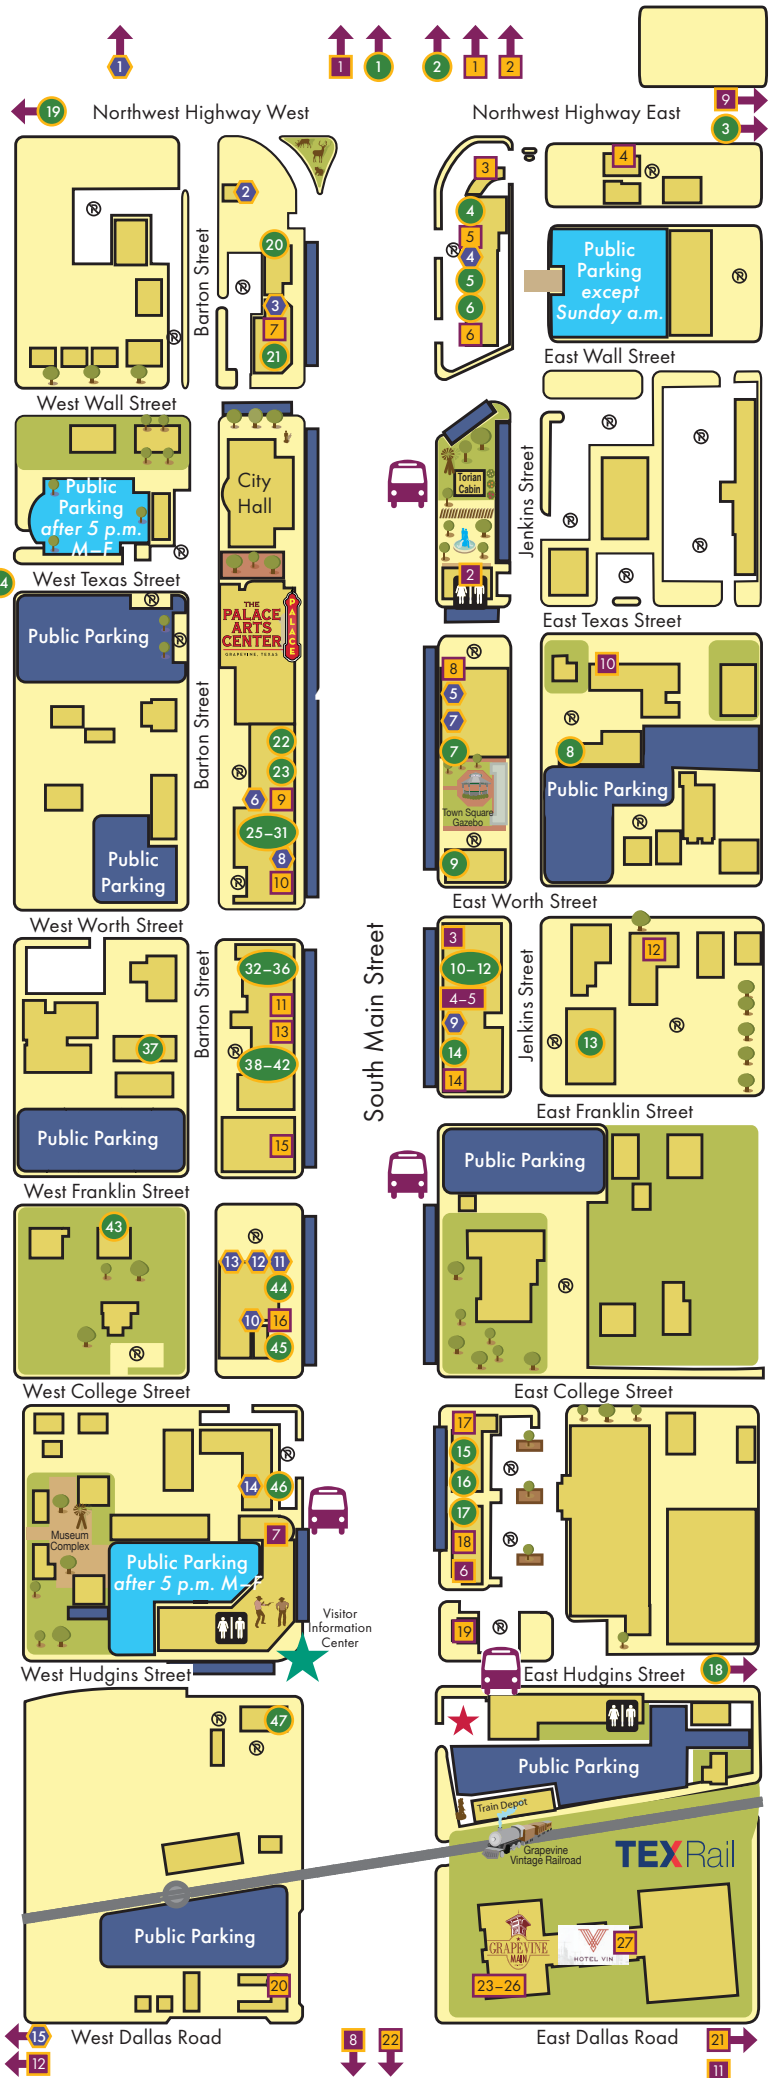 1
1
1
2
1
2
9
19
Northwest Highway West
Northwest Highway East
3
3
4
2
4
5
4
5
6
6
20
Barton Street
3
7
21
Public
Parking
except
Sunday a.m.
East Wall Street
West Wall Street
City
Hall
Torian
Cabin
Jenkins Street
Public
Parking
after 5 p.m.
M–F
2
West Texas Street
4
East Texas Street
Public Parking
THE
PALACE
ARTS
CENTER
GRAPEVINE, TEXAS
PALACE
8
5
7
7
10
8
Barton Street
22
23
6
9
25–31
8
10
Public Parking
Town Square
Gazebo
9
Public
Parking
West Worth Street
East Worth Street
South Main Street
Barton Street
32–36
11
13
38–42
37
3
10–12
4–5
9
14
14
Jenkins Street
12
13
East Franklin Street
Public Parking
15
Public Parking
West Franklin Street
43
13
12
11
44
10
16
45
West College Street
East College Street
17
15
16
17
18
6
14
46
7
Museum
Complex
Public Parking
after 5 p.m. M–F
Visitor
Information
Center
19
West Hudgins Street
East Hudgins Street
18
47
Public Parking
Train Depot
Grapevine
Vintage Railroad
TEXRail
Public Parking
GRAPEVINE
MAIN
HOTEL VIN
27
23–26
20
15
West Dallas Road
8
22
East Dallas Road
21
12
11